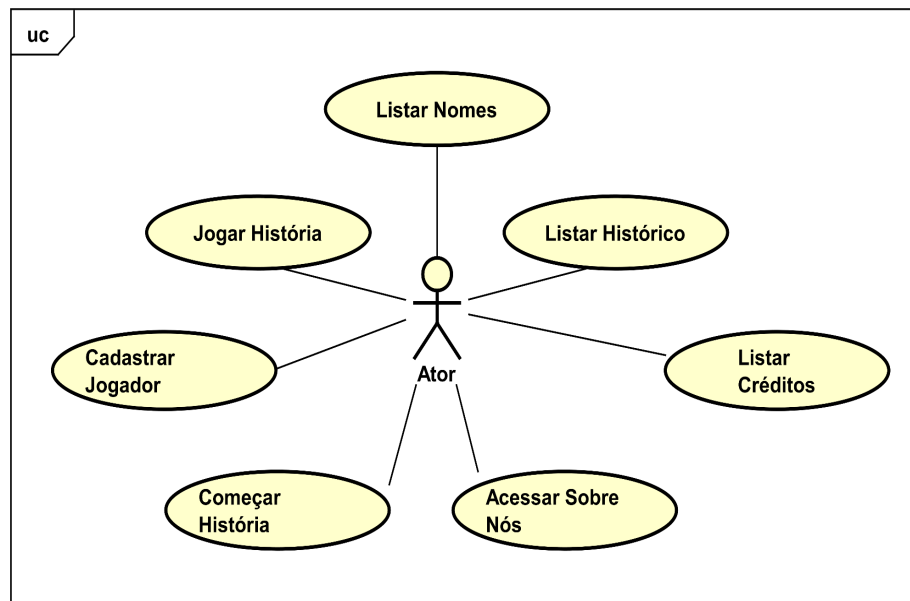 uc
Listar Nomes
Jogar História
Listar Histórico
Cadastrar
Jogador
Ator
Listar
Créditos
Começar
História
Acessar Sobre
Nós